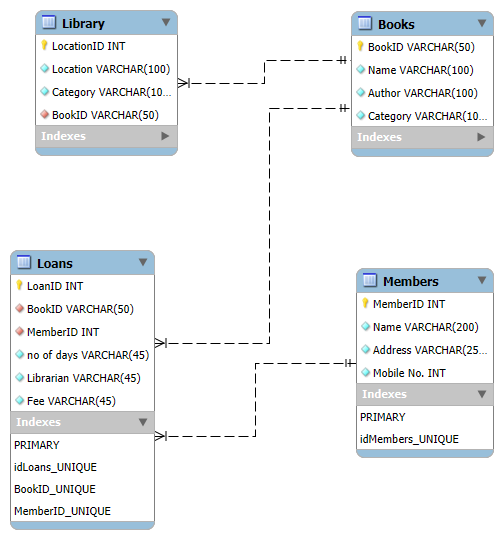 Library
LocationID INT
Location VARCHAR(100)
Category VARCHAR(10...
BookID VARCHAR(50)
Indexes
Books
BookID VARCHAR(50)
Name VARCHAR(100)
Author VARCHAR(100)
Category VARCHAR(10...
Indexes
Loans
LoanID INT
BookID VARCHAR(50)
MemberID INT
no of days VARCHAR(45)
Librarian VARCHAR(45)
Fee VARCHAR(45)
Indexes
PRIMARY
idLoans_UNIQUE
BookID_UNIQUE
MemberID_UNIQUE
Members
MemberID INT
Name VARCHAR(200)
Address VARCHAR(25...
Mobile No. INT
Indexes
PRIMARY
idMembers_UNIQUE